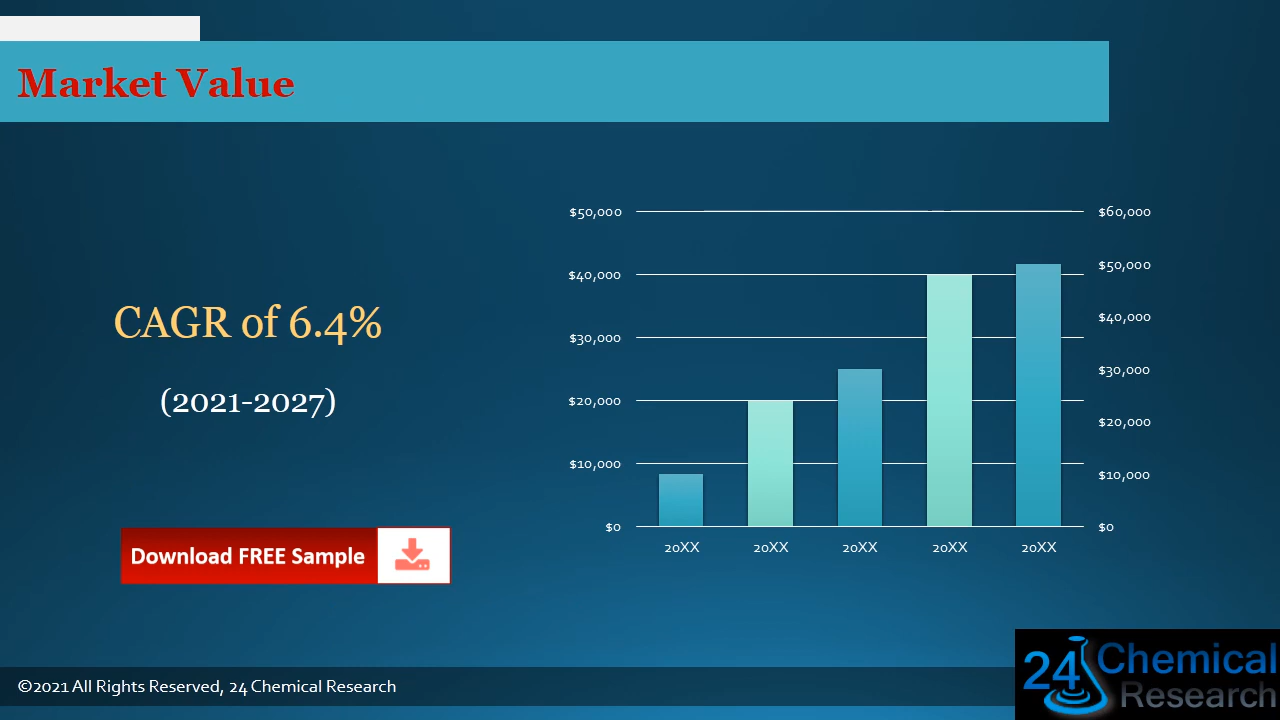 Market Value
CAGR of 6.4%
(2021-2027)
Download FREE Sample
$50,000
$40,000
$30,000
$20,000
$10,000
$0
$60,000
$50,000
$40,000
$30,000
$20,000
$10,000
$0
20XX 20XX 20XX 20XX 20XX
©2021 All Rights Reserved, 24 Chemical Research
24 Chemical
Research